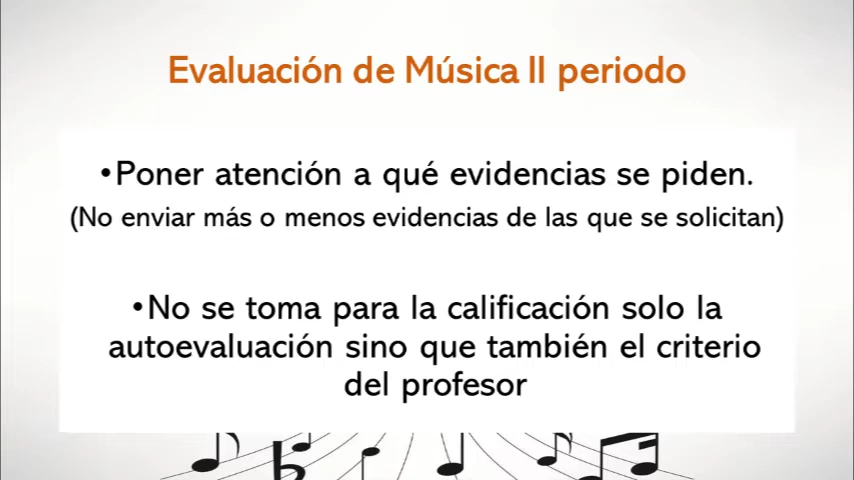 Evaluación de Música II periodo
•Poner atención a qué evidencias se piden.
(No enviar más o menos evidencias de las que se solicitan)
•No se toma para la calificación solo la
autoevaluación sino que también el criterio
del profesor